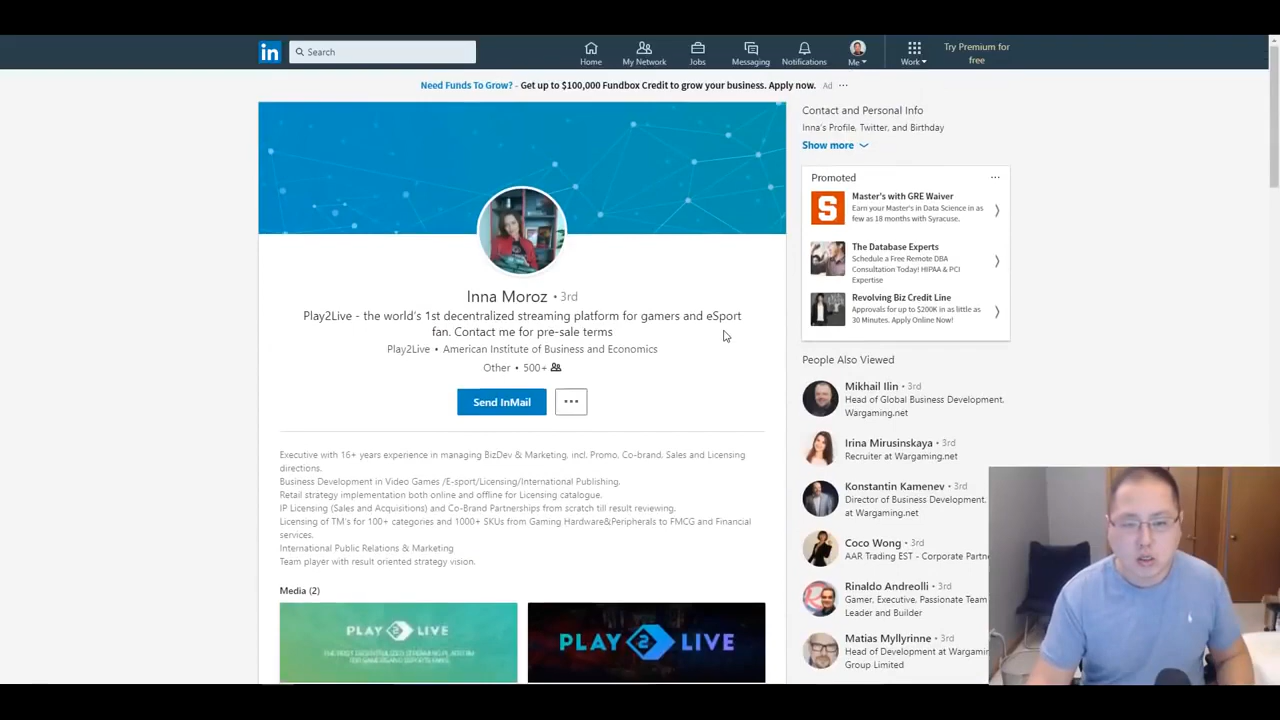 in
Search
Home
My Network
Jobs
Messaging
Notifications
Me
Work
Try Premium for
free
Need Funds To Grow? - Get up to $100,000 Fundbox Credit to grow your business. Apply now. Ad ...
Inna Moroz • 3rd
Play2Live - the world's 1st decentralized streaming platform for gamers and eSport
fan. Contact me for pre-sale terms
Play2Live • American Institute of Business and Economics
Other • 500+
Send InMail
...
Executive with 16+ years experience in managing BizDev & Marketing, incl. Promo, Co-brand, Sales and Licensing
directions.
Business Development in Video Games /E-sport/Licensing/International Publishing.
Retail strategy implementation both online and offline for Licensing catalogue.
IP Licensing (Sales and Acquisitions) and Co-Brand Partnerships from scratch till result reviewing.
Licensing of TM's for 100+ categories and 1000+ SKUs from Gaming Hardware&Peripherals to FMCG and Financial
services.
International Public Relations & Marketing
Team player with result oriented strategy vision.
Media (2)
PLAY 2 LIVE
THE MOST DECENTRALIZED STREAMING PLATFORM
FOR GAMERS AND ESPORTS FANS
PLAY 2 LIVE
Contact and Personal Info
Inna's Profile, Twitter, and Birthday
Show more
Promoted
...
S
Master's with GRE Waiver
Earn your Master's in Data Science in as
few as 18 months with Syracuse.
The Database Experts
Schedule a Free Remote DBA
Consultation Today! HIPAA & PCI
Expertise
Revolving Biz Credit Line
Approvals for up to $200K in as little as
30 Minutes. Apply Online Now!
People Also Viewed
Mikhail Ilin • 3rd
Head of Global Business Development,
Wargaming.net
Irina Mirusinskaya • 3rd
Recruiter at Wargaming.net
Konstantin Kamenev • 3rd
Director of Business Development,
at Wargaming.net
Coco Wong • 3rd
AAR Trading EST - Corporate Partn
Rinaldo Andreolli • 3rd
Gamer, Executive, Passionate Team
Leader and Builder
Matias Myllyrinne • 3rd
Head of Development at Wargamin
Group Limited